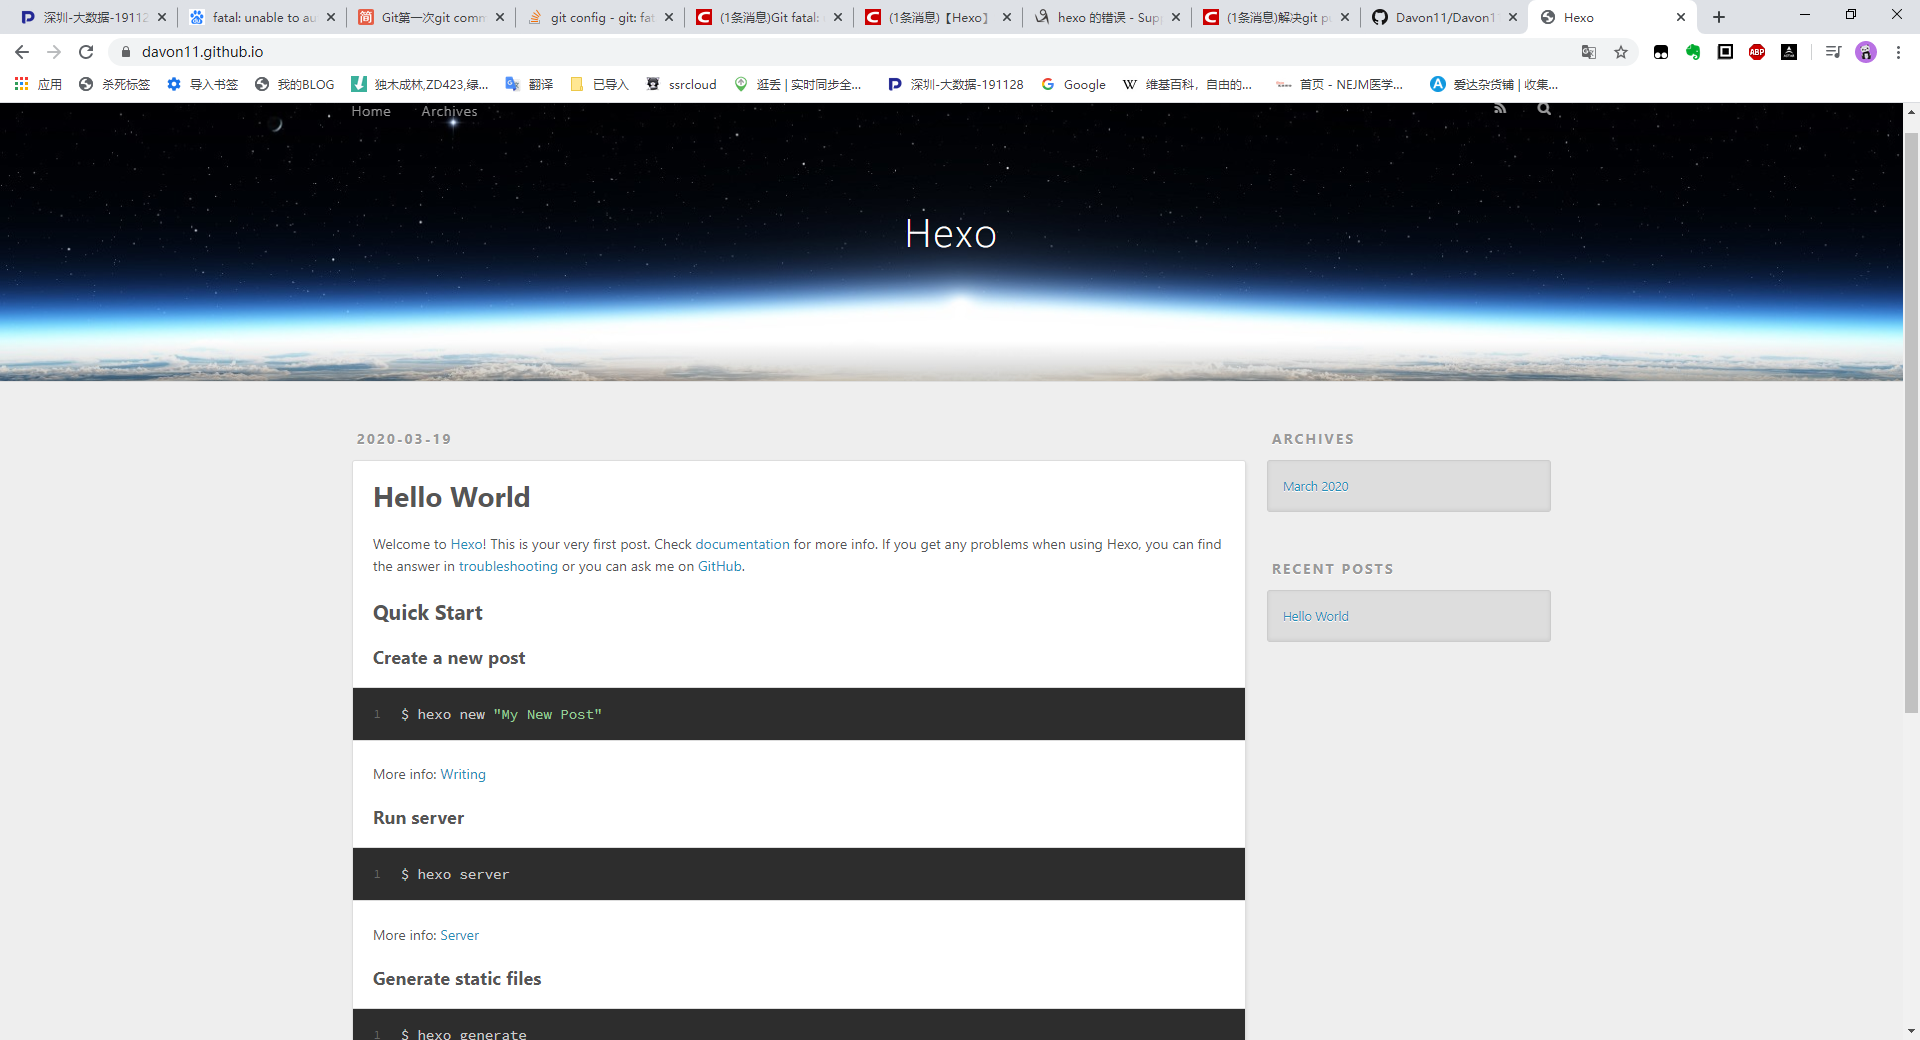 深圳-大数据-19112
fatal: unable to au
Git第一次git comm
git config - git: fat
(1条消息)Git fatal:
(1条消息)【Hexo】
hexo 的错误 - Sup
(1条消息)解决git p
Davon11/Davon1
Hexo
davon11.github.io
应用
杀死标签
导入书签
我的BLOG
独木成林,ZD423,绿...
翻译
已导入
ssrcloud
逛丢 | 实时同步全...
深圳-大数据-191128
Google
维基百科，自由的...
首页 - NEJM医学...
爱达杂货铺 | 收集...
Home
Archives
Hexo
2020-03-19
Hello World
Welcome to Hexo! This is your very first post. Check documentation for more info. If you get any problems when using Hexo, you can find
the answer in troubleshooting or you can ask me on GitHub.
Quick Start
Create a new post
1 $ hexo new "My New Post"
More info: Writing
Run server
1 $ hexo server
More info: Server
Generate static files
1 $ hexo generate
ARCHIVES
March 2020
RECENT POSTS
Hello World